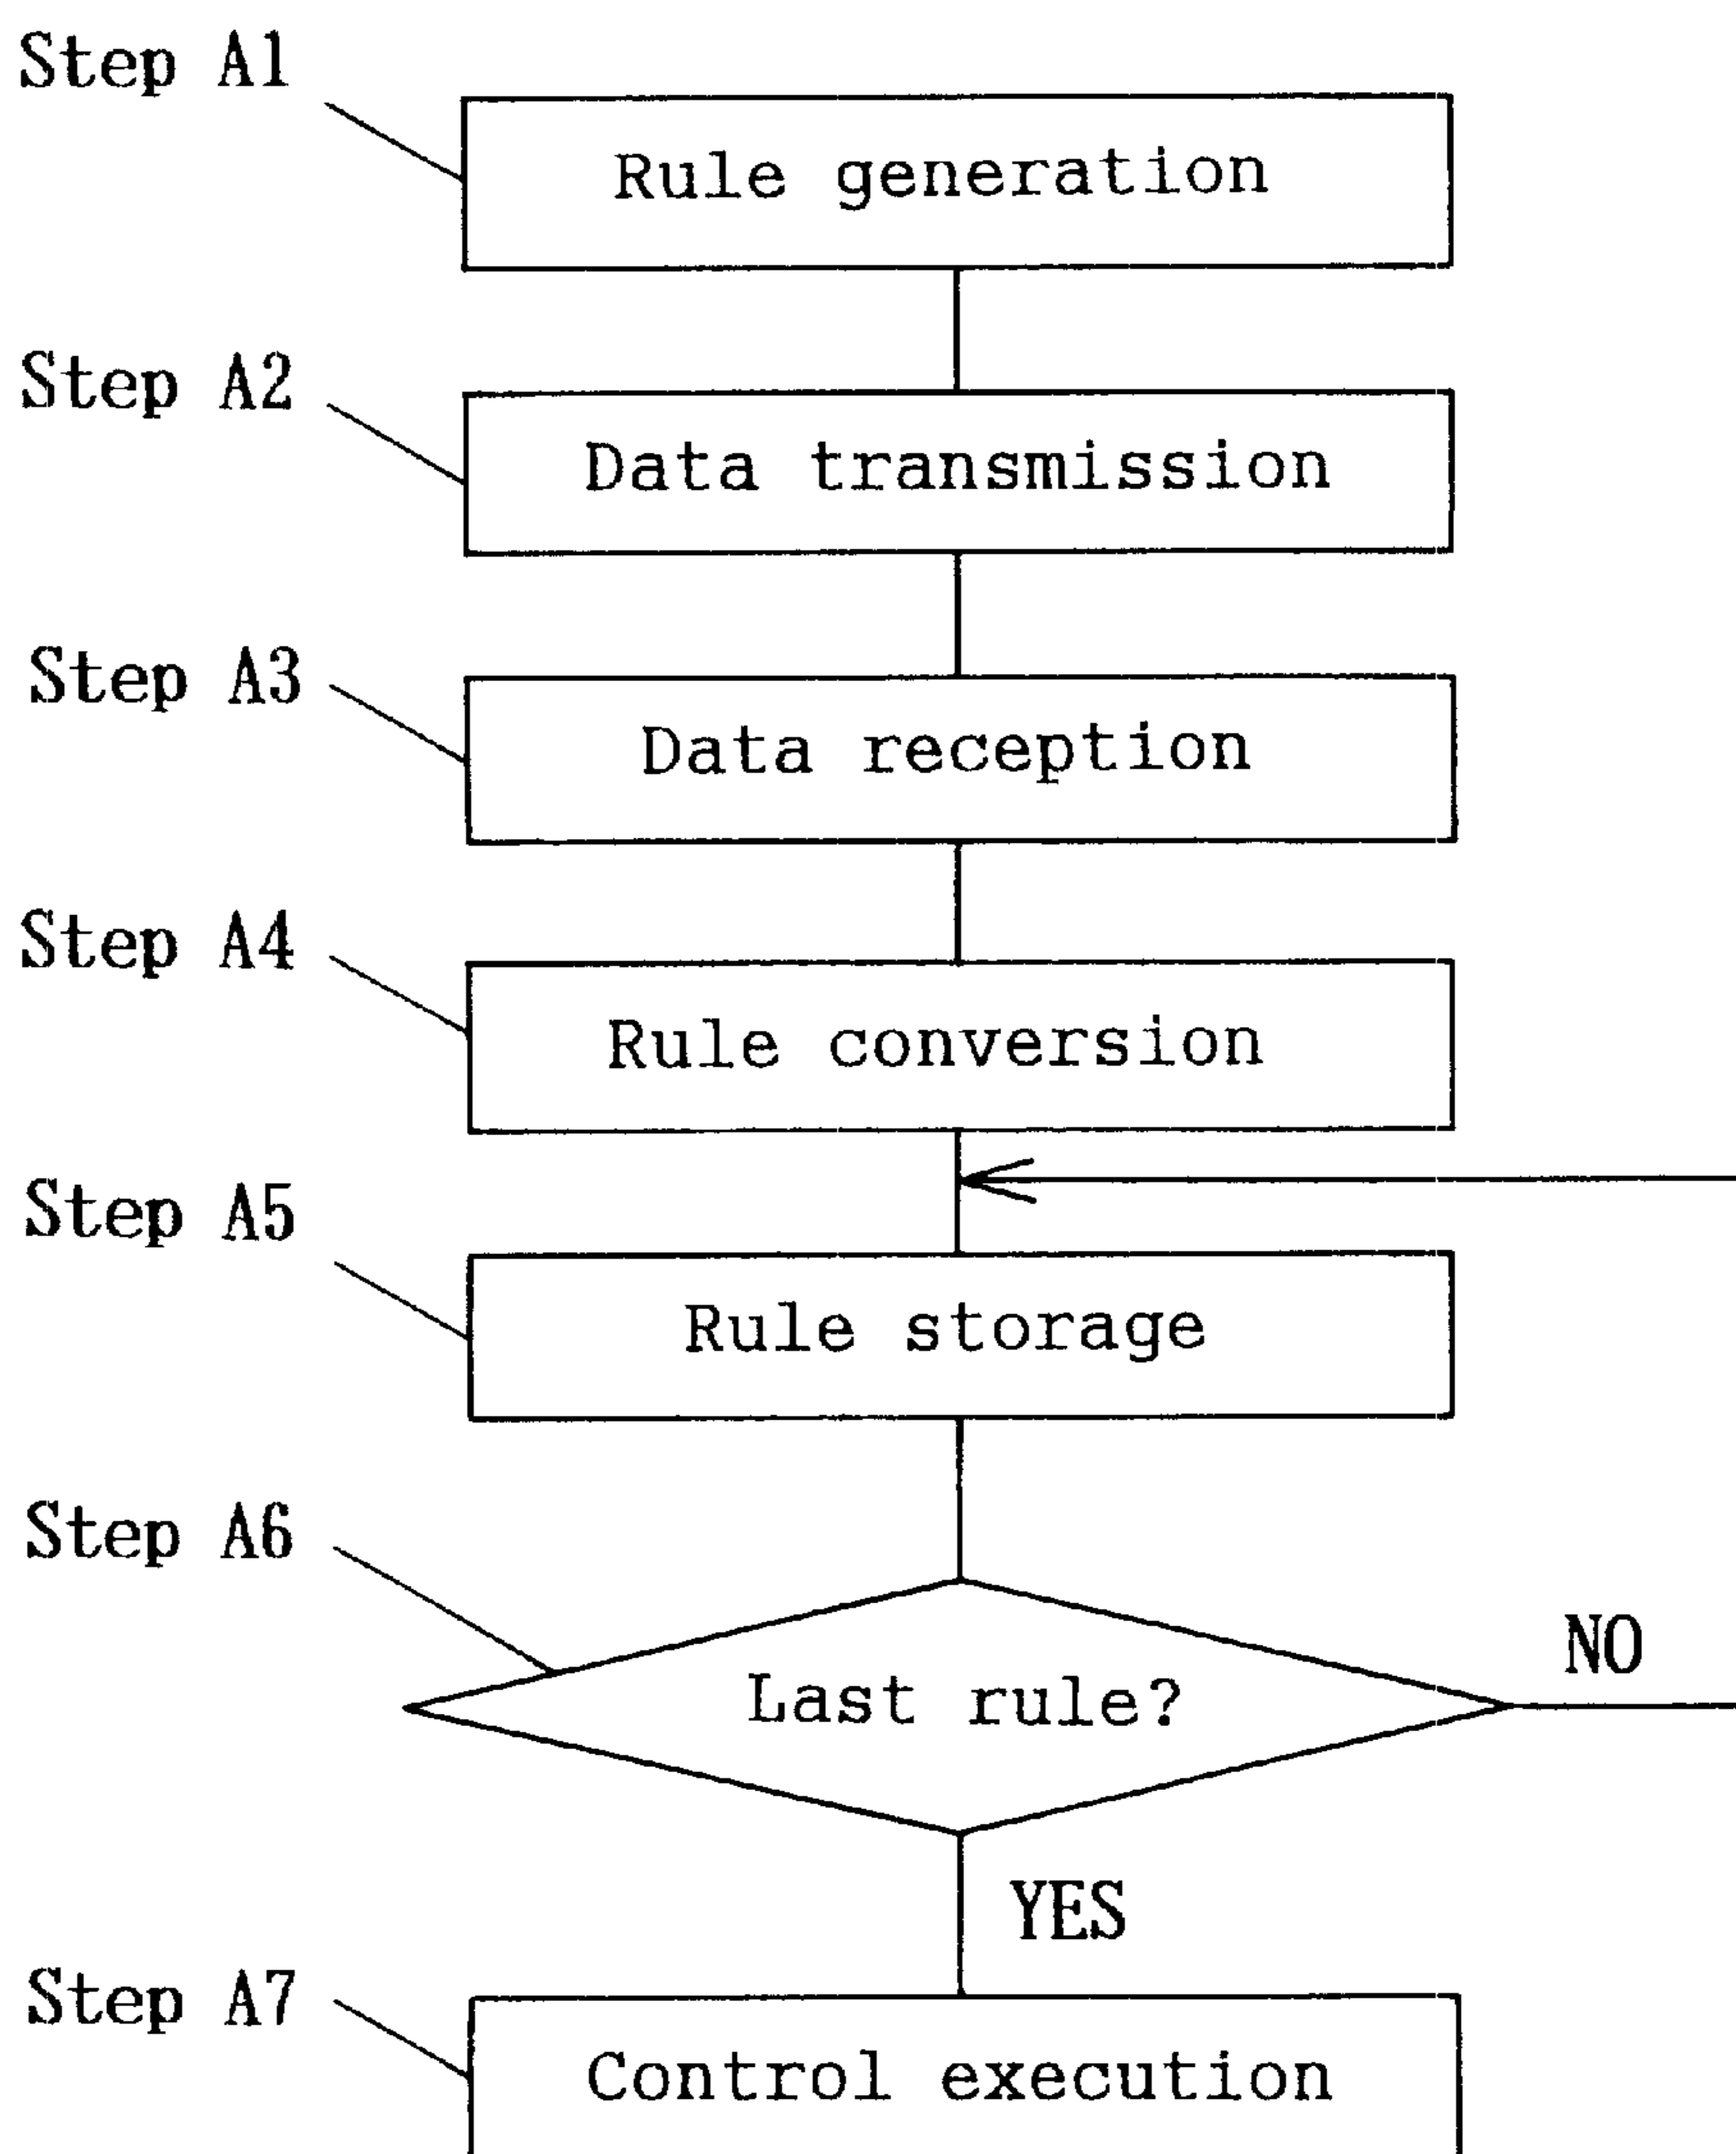 Step A1
Rule generation
Step A2
Data transmission
Step A3
Data reception
Step A4
Rule conversion
Step A5
Rule storage
Step A6
Last rule?
NO
YES
Step A7
Control execution